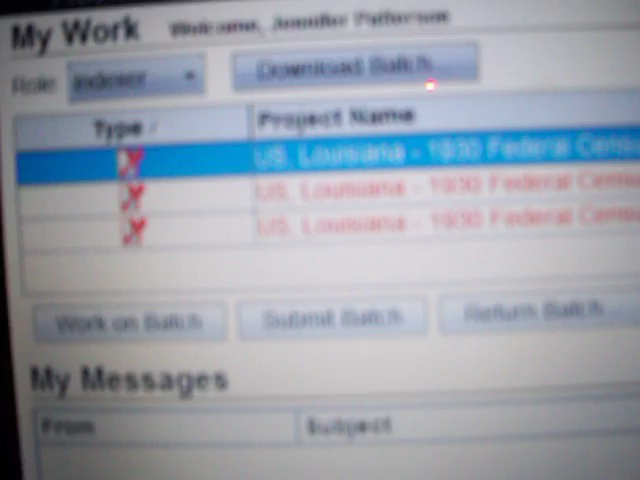 My Work Welcome, Jennifer Patterson
Role: Indexer Download Batch...
Type Project Name
US, Louisiana - 1930 Federal Census
US, Louisiana - 1930 Federal Census
US, Louisiana - 1930 Federal Census
Work on Batch Submit Batch Return Batch
My Messages
From Subject